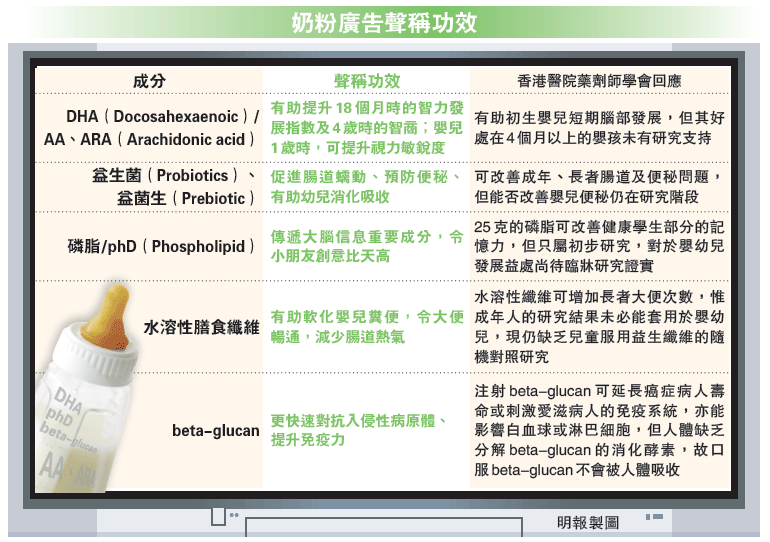 奶粉廣告聲稱功效
成分
聲稱功效
香港醫院藥劑師學會回應
DHA（Docosahexaenoic）/
AA、ARA（Arachidonic acid）
有助提升18個月時的智力發
展指數及4歲時的智商；嬰兒
1歲時，可提升視力敏銳度
有助初生嬰兒短期腦部發展，但其好
處在4個月以上的嬰孩未有研究支持
益生菌（Probiotics）、
益菌生（Prebiotic）
促進腸道蠕動、預防便秘、
有助幼兒消化吸收
可改善成年、長者腸道及便秘問題，
但能否改善嬰兒便秘仍在研究階段
磷脂/phD（Phospholipid）
傳遞大腦信息重要成分，令
小朋友創意比天高
25克的磷脂可改善健康學生部分的記
憶力，但只屬初步研究，對於嬰幼兒
發展益處尚待臨牀研究證實
水溶性膳食纖維
有助軟化嬰兒糞便，令大便
暢通，減少腸道熱氣
水溶性纖維可增加長者大便次數，惟
成年人的研究結果未必能套用於嬰幼
兒，現仍缺乏兒童服用益生纖維的隨
機對照研究
beta–glucan
更快速對抗入侵性病原體、
提升免疫力
注射beta–glucan可延長癌症病人壽
命或刺激愛滋病人的免疫系統，亦能
影響白血球或淋巴細胞，但人體缺乏
分解beta–glucan的消化酵素，故口
服beta–glucan不會被人體吸收
DHA
phD
beta–glucan
AA、ARA
明報製圖